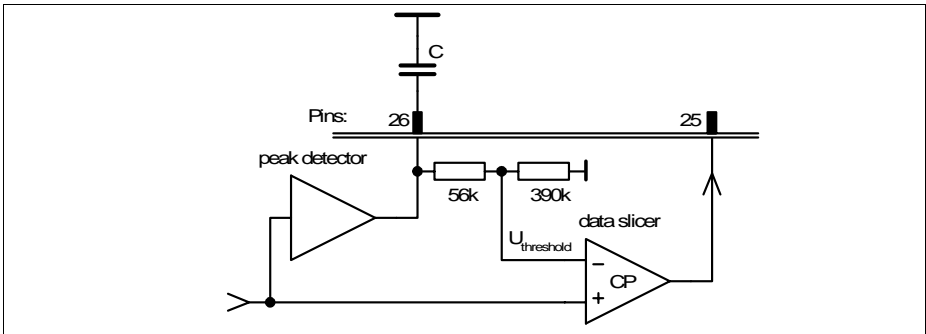 C
Pins:
26
25
peak detector
56k
390k
data slicer
U threshold
CP